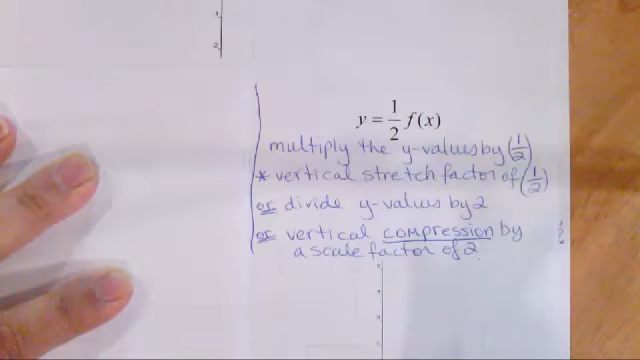 -2
y = 1/2 f(x)
multiply the y-values by (1/2)
* vertical stretch factor of (1/2)
or divide y-values by 2
or vertical compression by
a scale factor of 2.